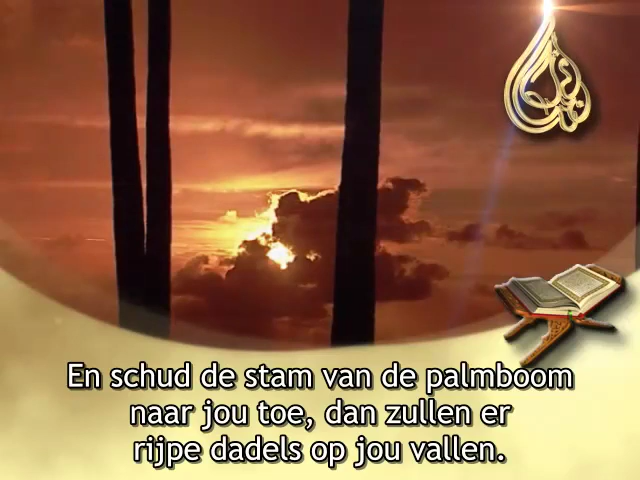 En schud de stam van de palmboom
naar jou toe, dan zullen er
rijpe dadels op jou vallen.